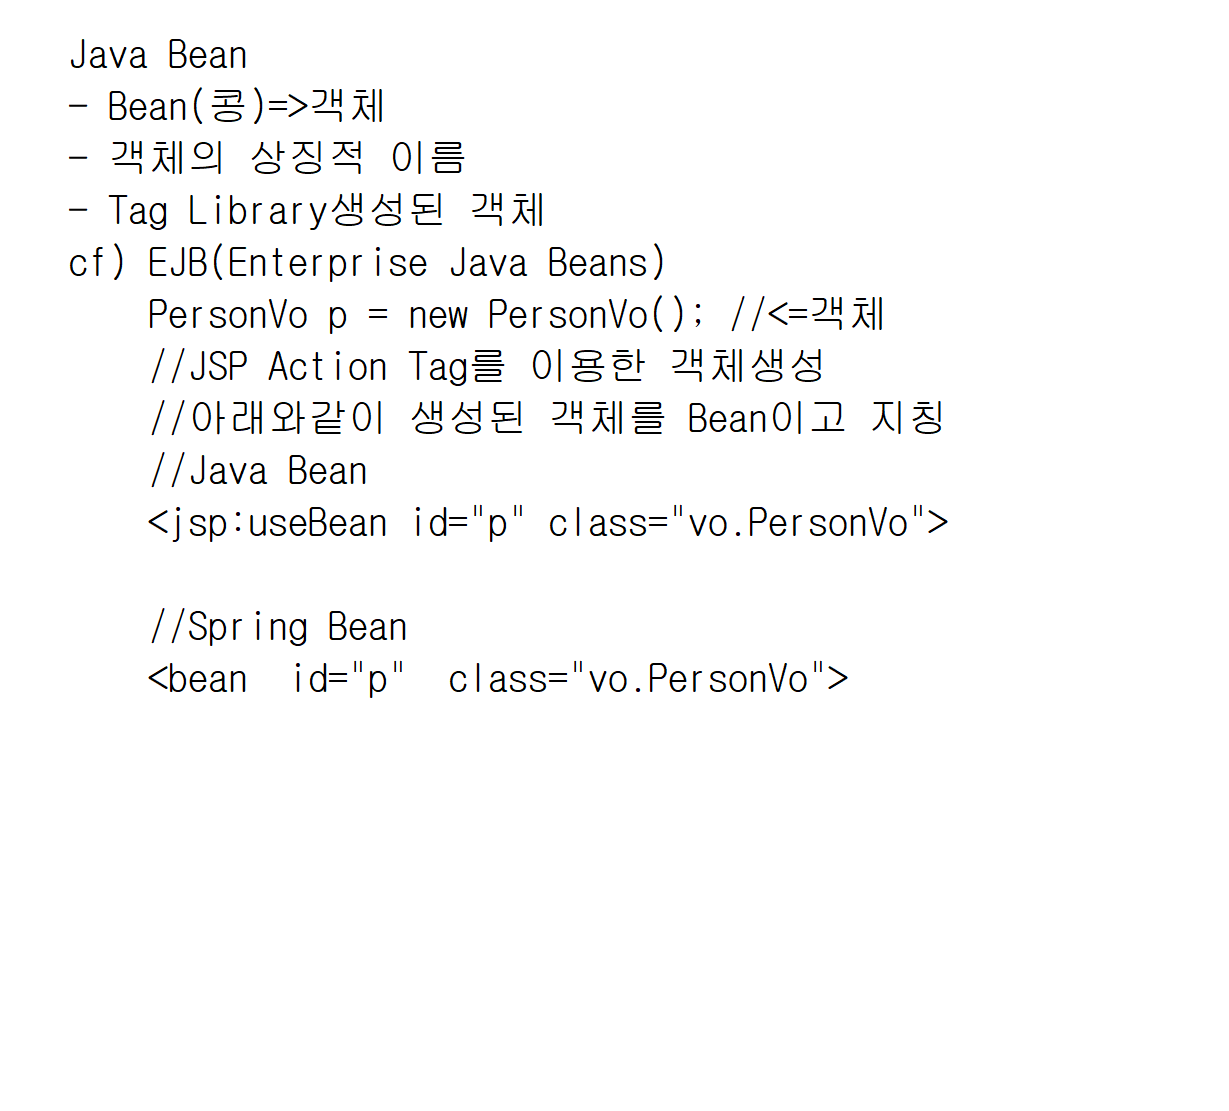 Java Bean
- Bean(콩)=>객체
- 객체의 상징적 이름
- Tag Library생성된 객체
cf) EJB(Enterprise Java Beans)
    PersonVo p = new PersonVo(); //<=객체
    //JSP Action Tag를 이용한 객체생성
    //아래와같이 생성된 객체를 Bean이고 지칭
    //Java Bean
    <jsp:useBean id="p" class="vo.PersonVo">
    //Spring Bean
    <bean  id="p"  class="vo.PersonVo">